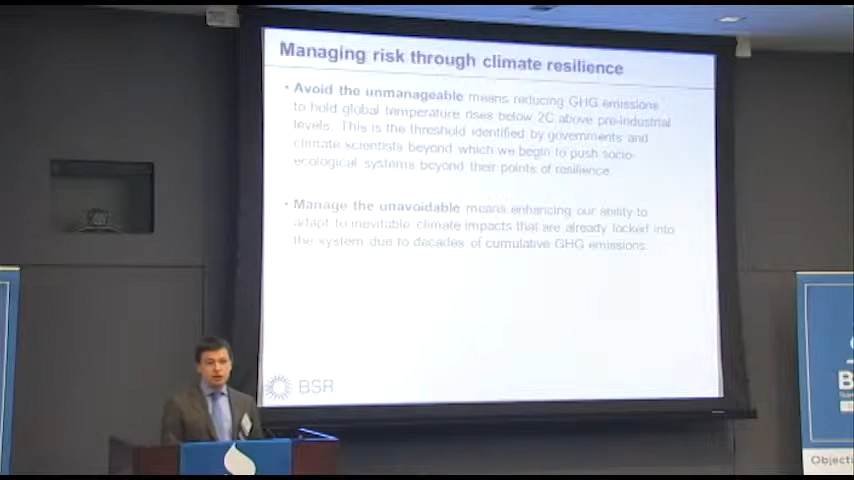 Managing risk through climate resilience
• Avoid the unmanageable means reducing GHG emissions
to hold global temperature rises below 2C above pre-industrial
levels. This is the threshold identified by governments and
climate scientists beyond which we begin to push socio-
ecological systems beyond their points of resilience.
• Manage the unavoidable means enhancing our ability to
adapt to inevitable climate impacts that are already locked into
the system due to decades of cumulative GHG emissions.
BSR
B
Objecti